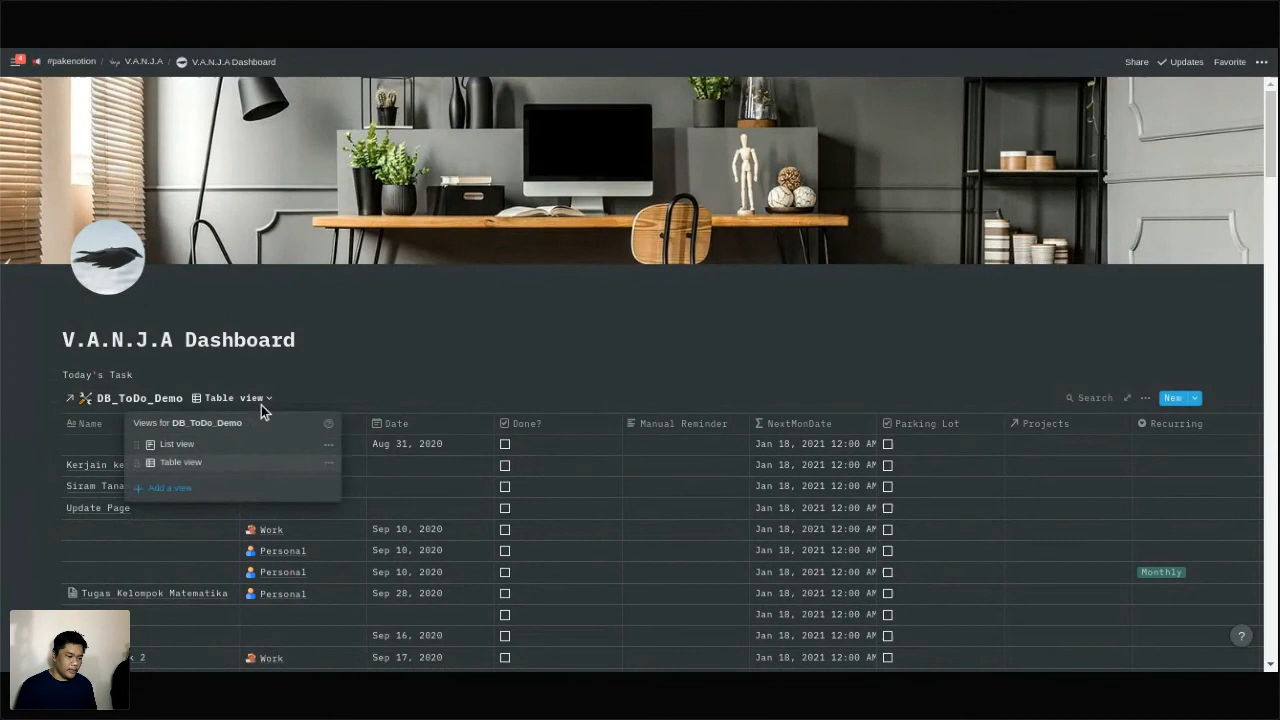 4 #pakenotion / V.A.N.J.A / V.A.N.J.A Dashboard Share Updates Favorite
V.A.N.J.A Dashboard
Today's Task
DB_ToDo_Demo Table view Search New
Name Date Done? Manual Reminder NextMonDate Parking Lot Projects Recurring
Views for DB_ToDo_Demo
List view
Table view
Add a view
Aug 31, 2020 Jan 18, 2021 12:00 AM
Kerjain ke Jan 18, 2021 12:00 AM
Siram Tana Jan 18, 2021 12:00 AM
Update Page Jan 18, 2021 12:00 AM
Work Sep 10, 2020 Jan 18, 2021 12:00 AM
Personal Sep 10, 2020 Jan 18, 2021 12:00 AM
Personal Sep 10, 2020 Jan 18, 2021 12:00 AM Monthly
Tugas Kelompok Matematika Personal Sep 28, 2020 Jan 18, 2021 12:00 AM
Jan 18, 2021 12:00 AM
Sep 16, 2020 Jan 18, 2021 12:00 AM
2 Work Sep 17, 2020 Jan 18, 2021 12:00 AM
?